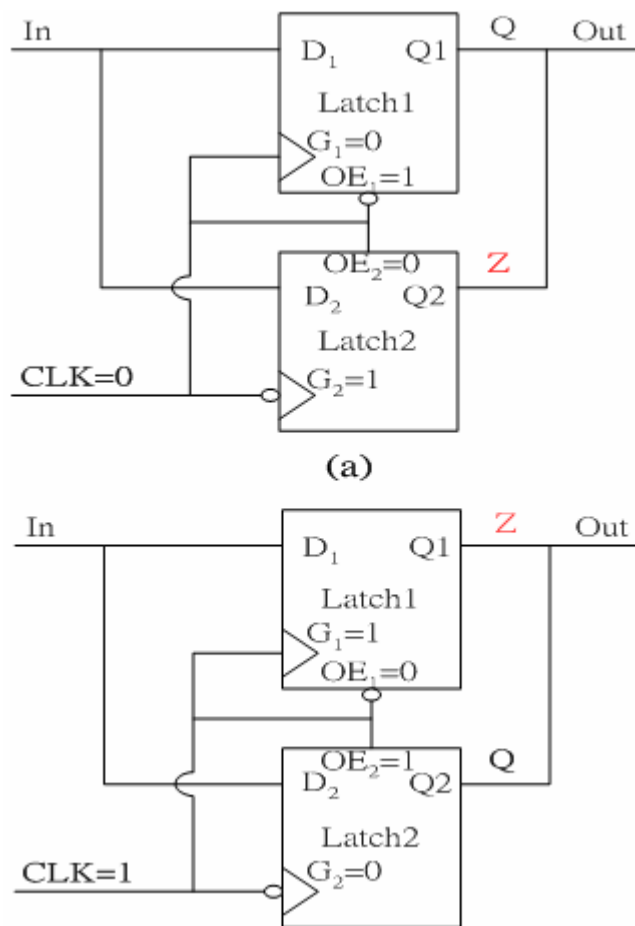 In
Q
Out
D₁
Q1
Latch1
G₁=0
OE₁=1
OE₂=0
Z
D₂
Q2
Latch2
CLK=0
G₂=1
(a)
In
Z
Out
D₁
Q1
Latch1
G₁=1
OE₁=0
OE₂=1
Q
D₂
Q2
Latch2
CLK=1
G₂=0